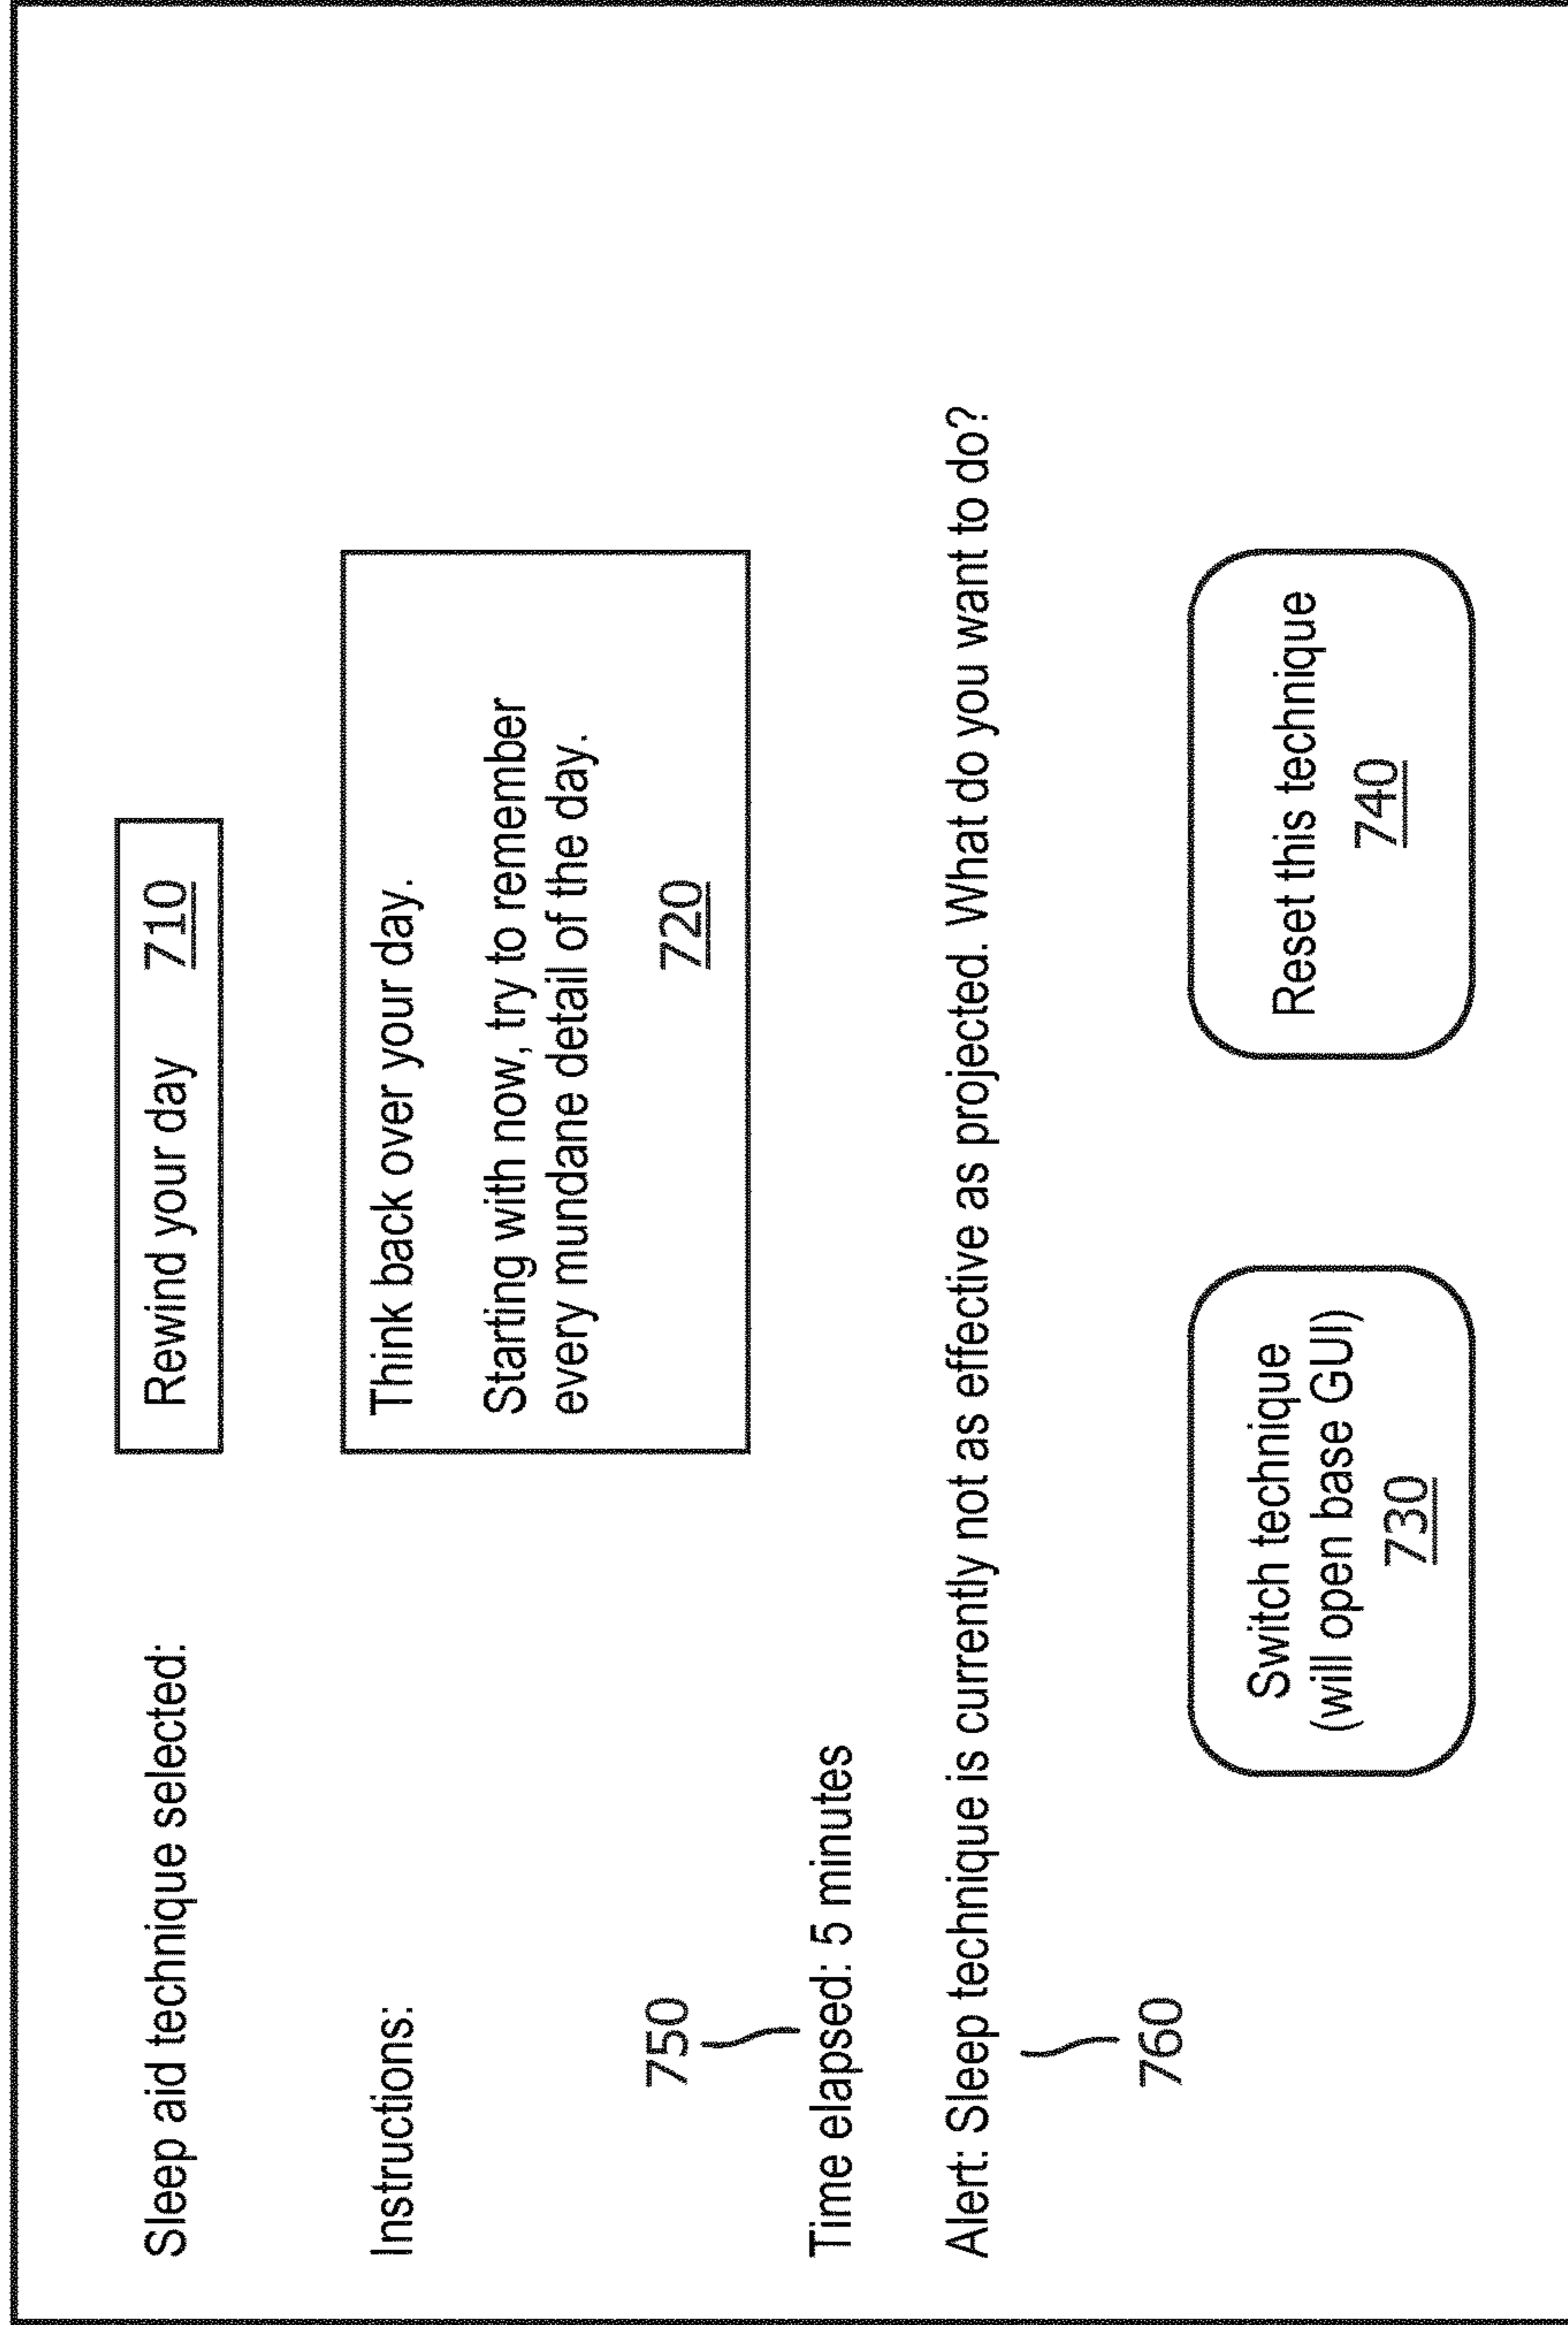 Sleep aid technique selected:
Rewind your day 710
Instructions:
Think back over your day.
Starting with now, try to remember
every mundane detail of the day.
720
750
Time elapsed: 5 minutes
Alert: Sleep technique is currently not as effective as projected. What do you want to do?
760
Switch technique
(will open base GUI)
730
Reset this technique
740